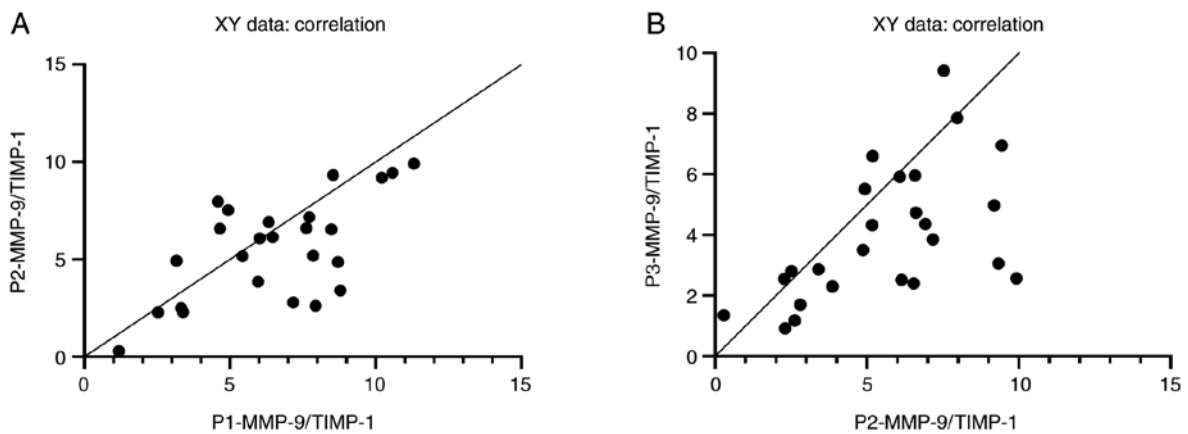 A
XY data: correlation
15
10
5
0
0 5 10 15
P2-MMP-9/TIMP-1
P1-MMP-9/TIMP-1
B
XY data: correlation
10
8
6
4
2
0
0 5 10 15
P3-MMP-9/TIMP-1
P2-MMP-9/TIMP-1